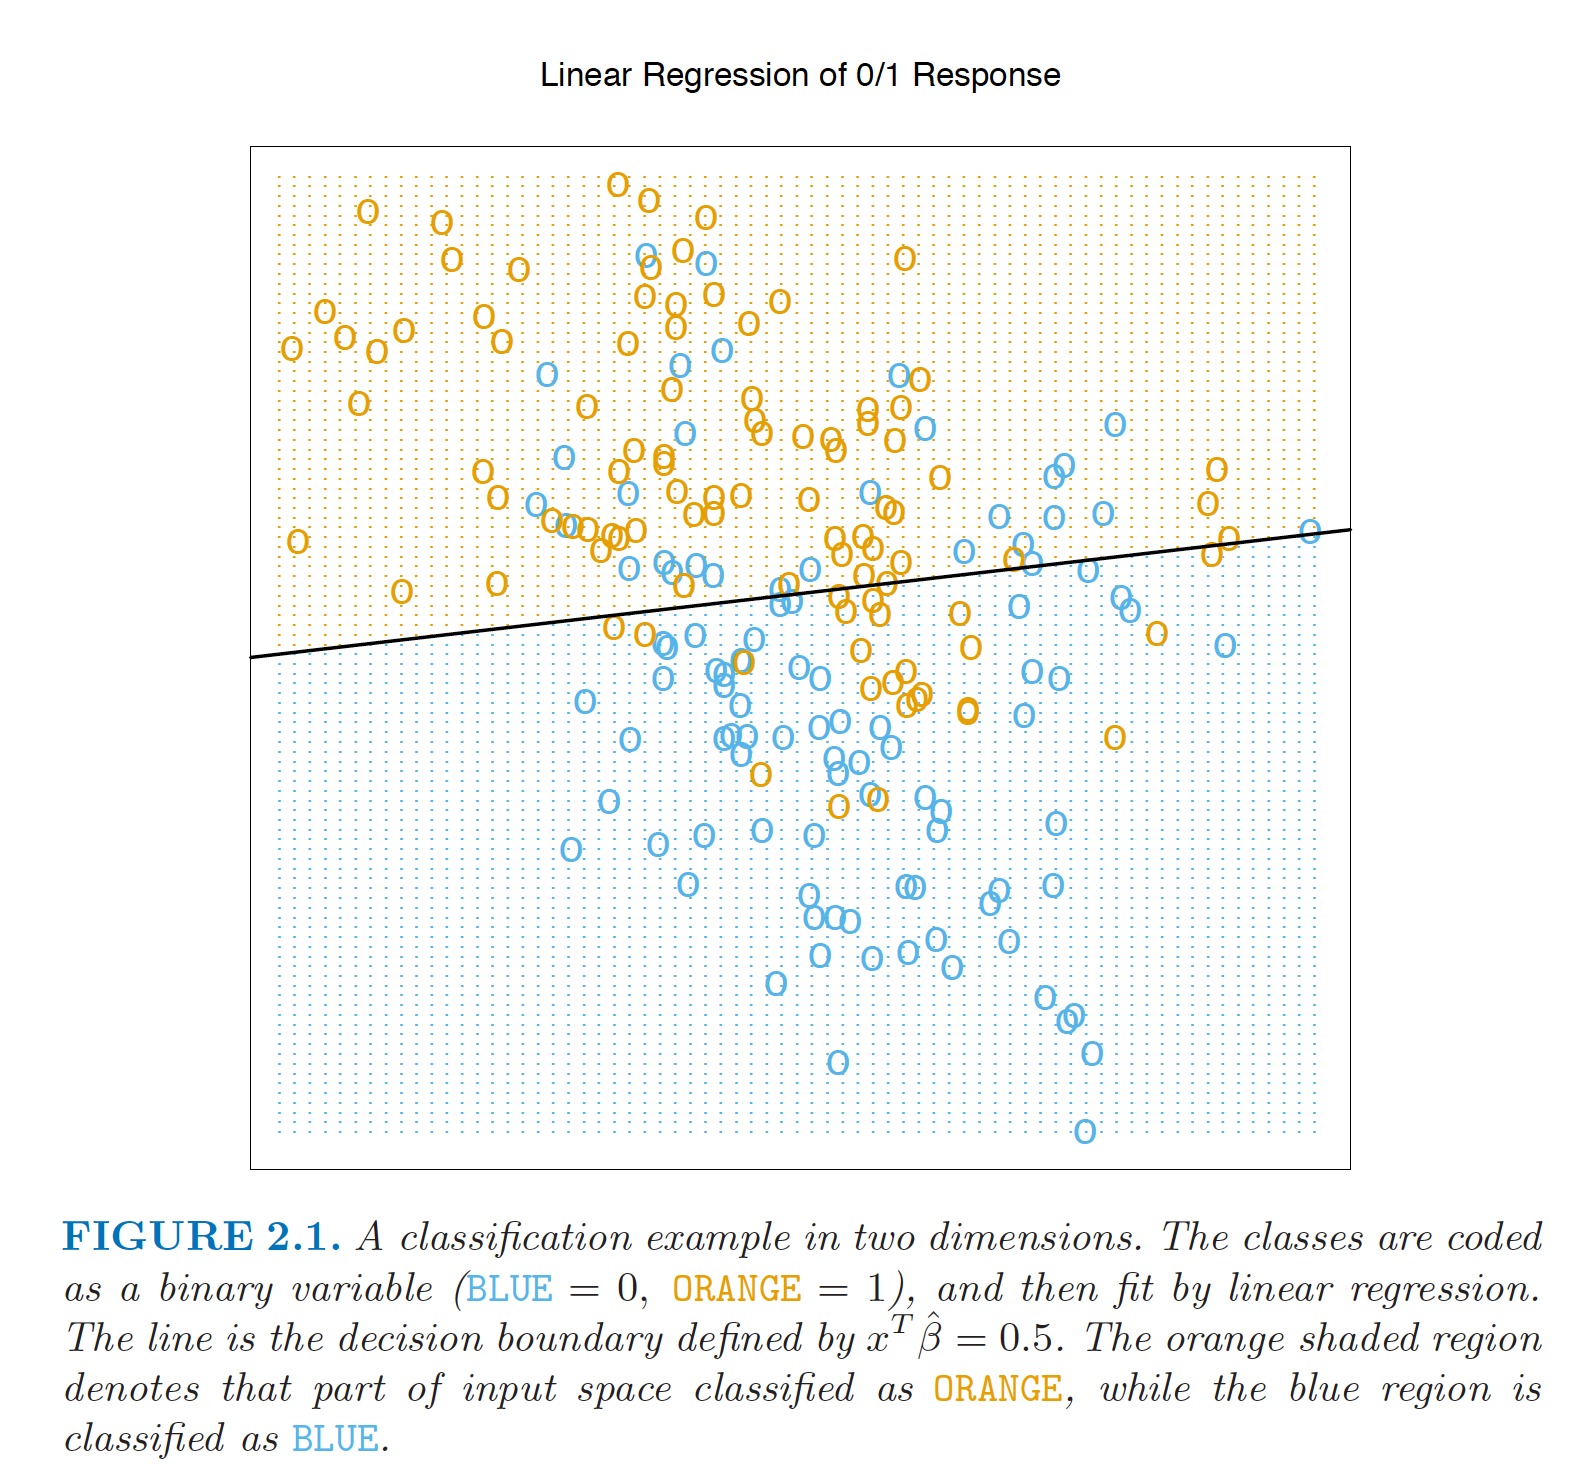 Linear Regression of 0/1 Response
FIGURE 2.1. A classification example in two dimensions. The classes are coded
as a binary variable (BLUE = 0, ORANGE = 1), and then fit by linear regression.
The line is the decision boundary defined by x^T β̂ = 0.5. The orange shaded region
denotes that part of input space classified as ORANGE, while the blue region is
classified as BLUE.